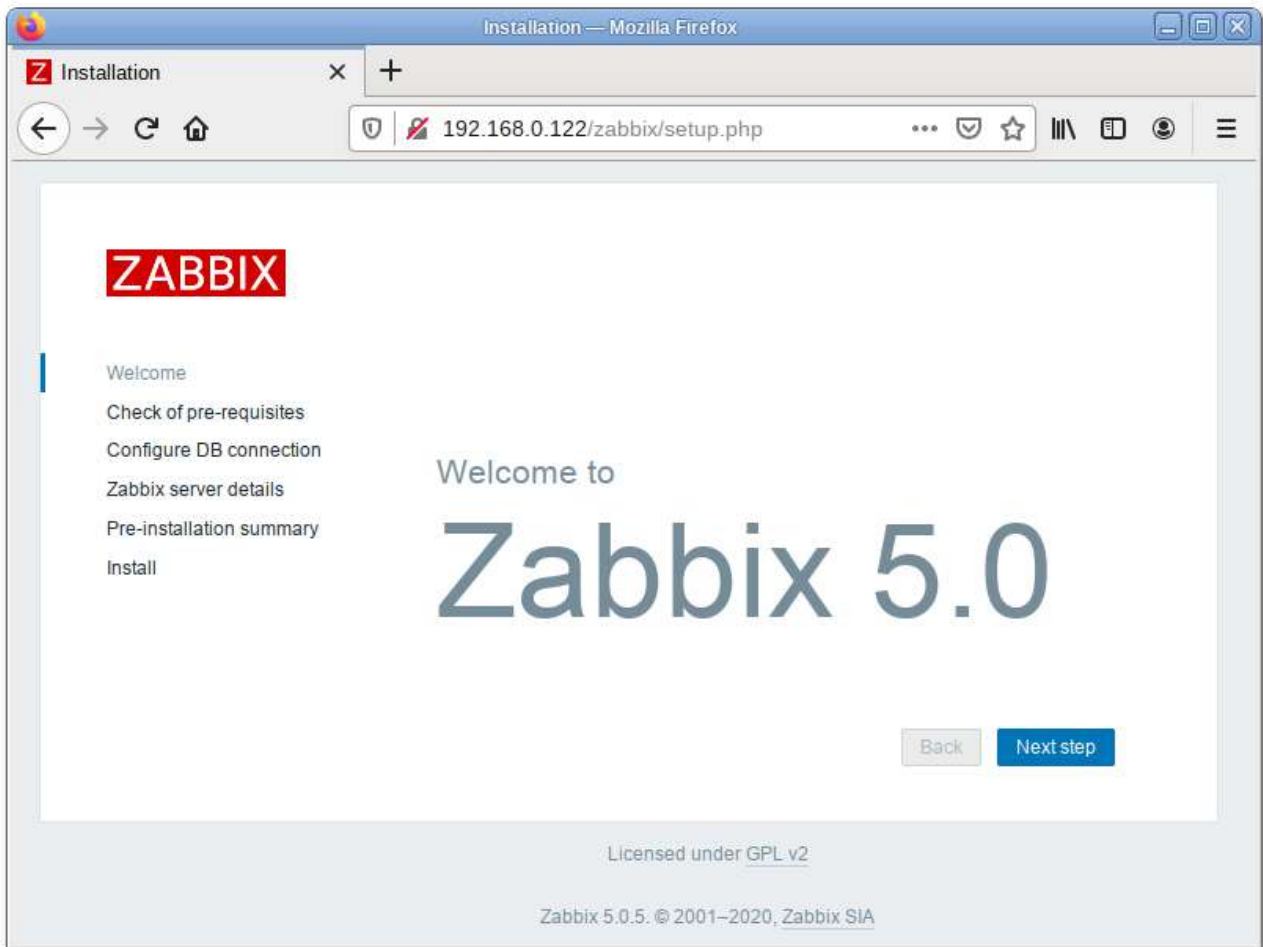 Installation — Mozilla Firefox
Installation
192.168.0.122/zabbix/setup.php
ZABBIX
Welcome
Check of pre-requisites
Configure DB connection
Zabbix server details
Pre-installation summary
Install
Welcome to
Zabbix 5.0
Back Next step
Licensed under GPL v2
Zabbix 5.0.5. © 2001–2020, Zabbix SIA